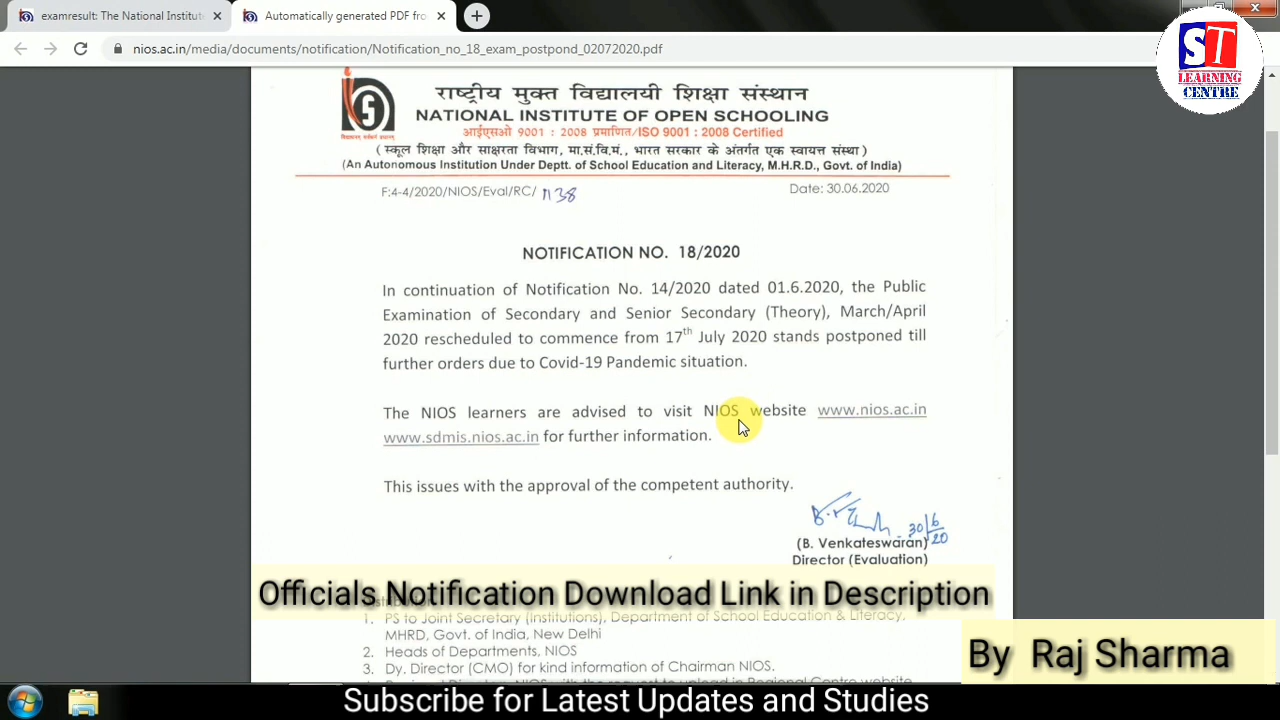 examresult: The National Institut
Automatically generated PDF fro
nios.ac.in/media/documents/notification/Notification_no_18_exam_postpond_02072020.pdf
ST
LEARNING
CENTRE
राष्ट्रीय मुक्त विद्यालयी शिक्षा संस्थान
NATIONAL INSTITUTE OF OPEN SCHOOLING
आईएसओ 9001 : 2008 प्रमाणित/ISO 9001 : 2008 Certified
(स्कूल शिक्षा और साक्षरता विभाग, मा.सं.वि.मं., भारत सरकार के अंतर्गत एक स्वायत्त संस्था)
(An Autonomous Institution Under Deptt. of School Education and Literacy, M.H.R.D., Govt. of India)
F:4-4/2020/NIOS/Eval/RC/ 1138
Date: 30.06.2020
NOTIFICATION NO. 18/2020
In continuation of Notification No. 14/2020 dated 01.6.2020, the Public
Examination of Secondary and Senior Secondary (Theory), March/April
2020 rescheduled to commence from 17th July 2020 stands postponed till
further orders due to Covid-19 Pandemic situation.
The NIOS learners are advised to visit NIOS website www.nios.ac.in
www.sdmis.nios.ac.in for further information.
This issues with the approval of the competent authority.
30/6/20
(B. Venkateswaran)
Director (Evaluation)
Officials Notification Download Link in Description
1. PS to Joint Secretary (Institutions), Department of School Education & Literacy,
MHRD, Govt. of India, New Delhi
2. Heads of Departments, NIOS
3. Dy. Director (CMO) for kind information of Chairman NIOS.
By Raj Sharma
Subscribe for Latest Updates and Studies